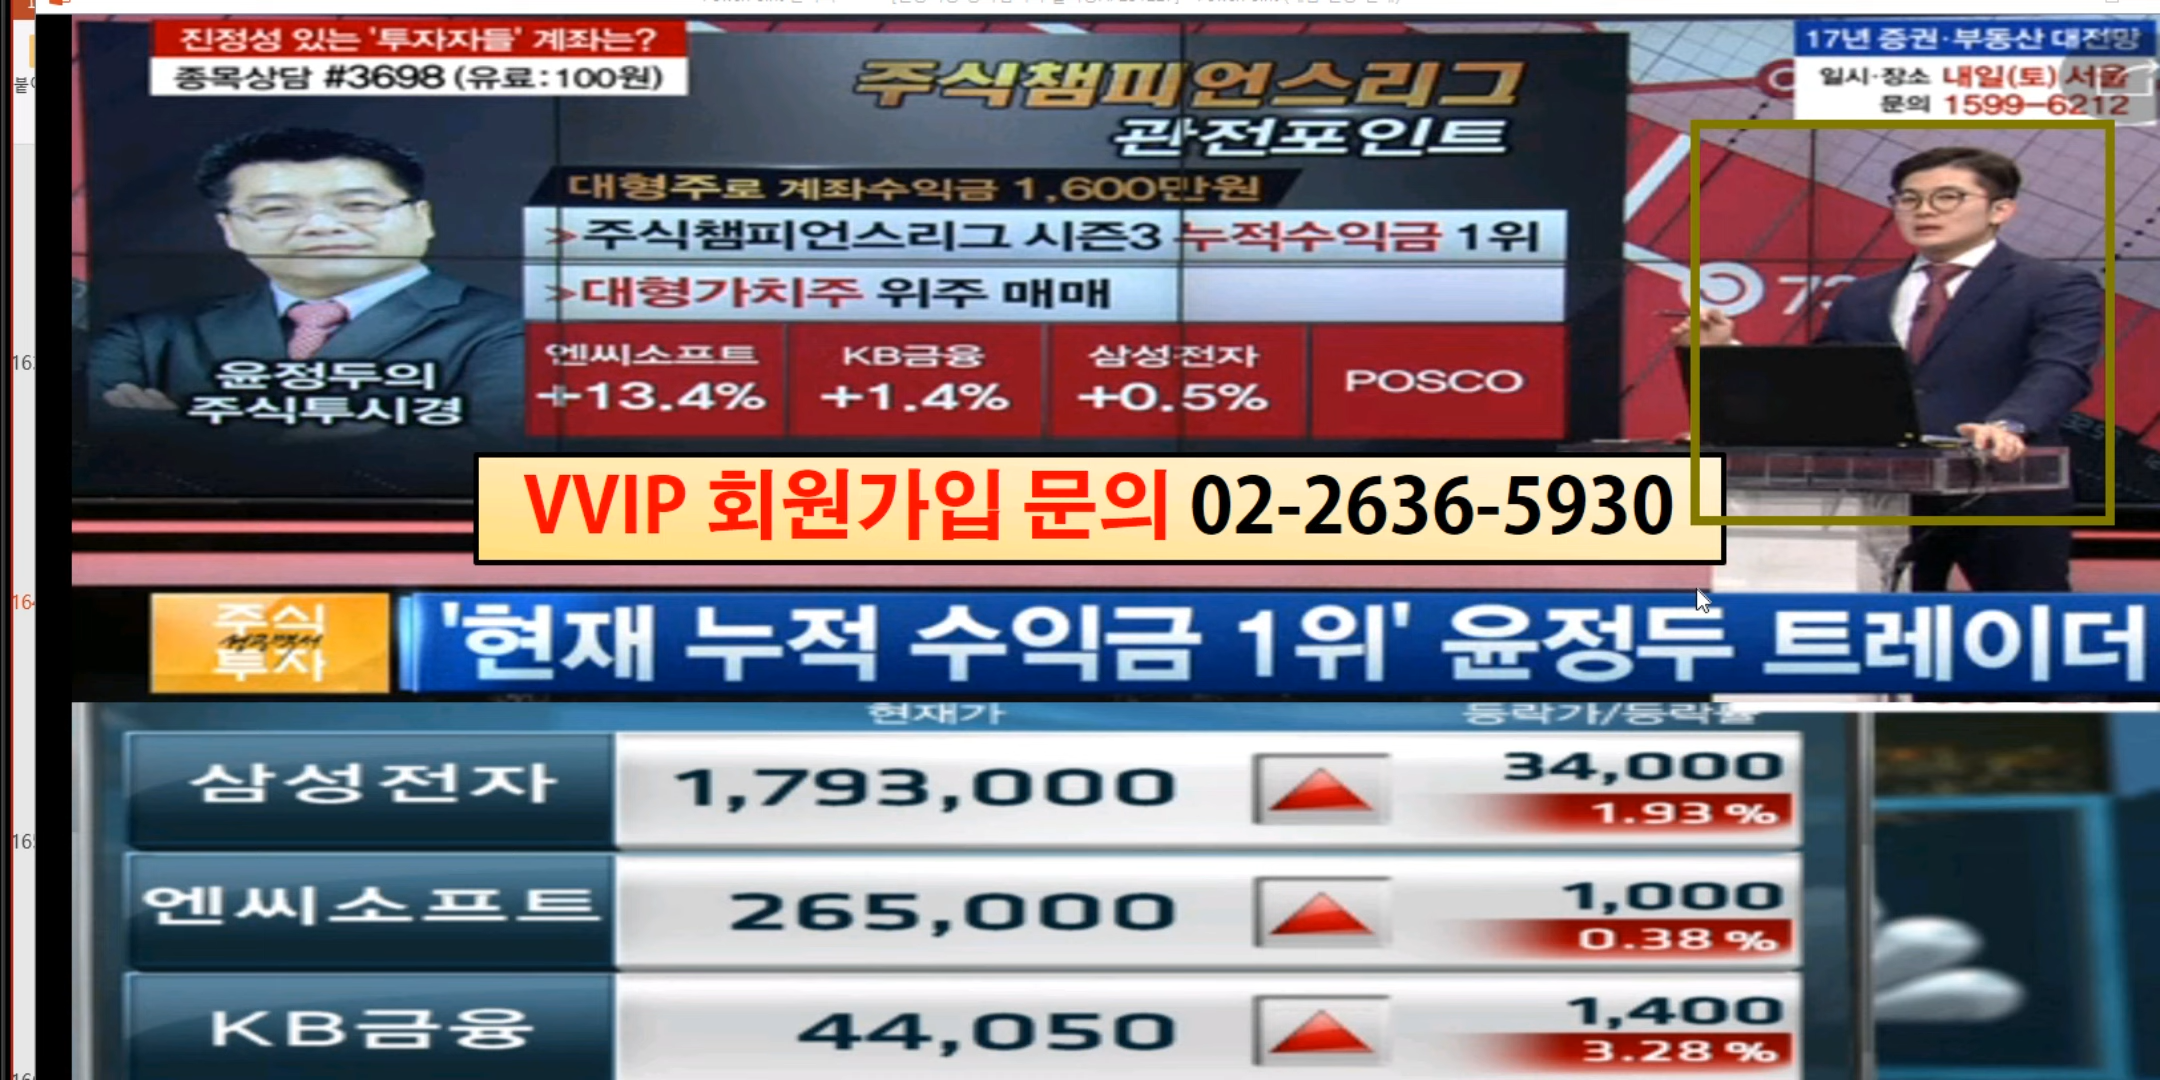 진정성 있는 '투자자들' 계좌는?
종목상담 #3698 (유료:100원)
17년 증권·부동산 대전망
일시·장소 내일(토) 서울
문의 1599-6212
주식챔피언스리그
관전포인트
대형주로 계좌수익금 1,600만원
>주식챔피언스리그 시즌3 누적수익금 1위
>대형가치주 위주 매매
엔씨소프트
+13.4%
KB금융
+1.4%
삼성전자
+0.5%
POSCO
윤정두의
주식투시경
73
VVIP 회원가입 문의 02-2636-5930
주식
투자
'현재 누적 수익금 1위' 윤정두 트레이더
현재가 등락가/등락률
삼성전자 1,793,000 34,000
1.93%
엔씨소프트 265,000 1,000
0.38%
KB금융 44,050 1,400
3.28%